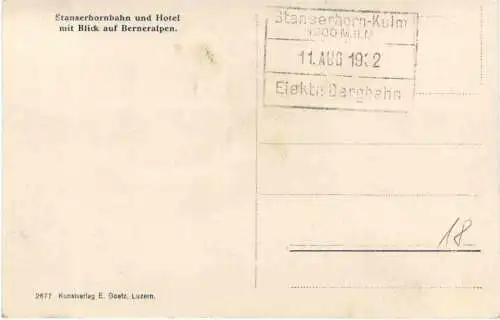 Stanserhornbahn und Hotel
mit Blick auf Berneralpen.
Stanserhorn-Kulm
1900 M.ü.M
11. AUG 1932
Elektr. Bergbahn
18
2677 Kunstverlag E. Goetz, Luzern.